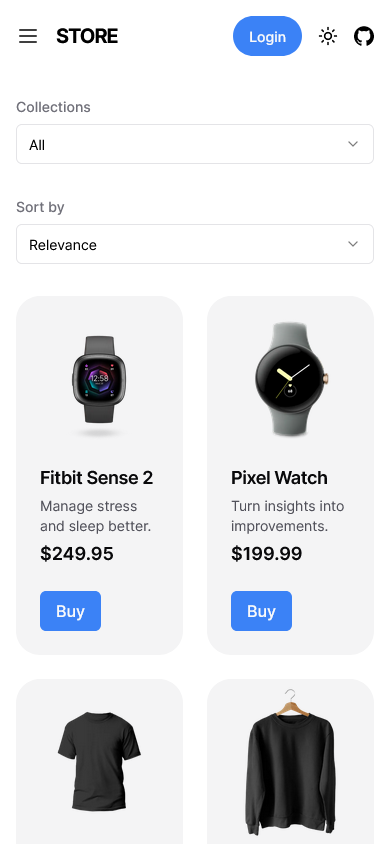 STORE
Login
Collections
All
Sort by
Relevance
12:58
Fitbit Sense 2
Manage stress
and sleep better.
$249.95
Buy
Pixel Watch
Turn insights into
improvements.
$199.99
Buy